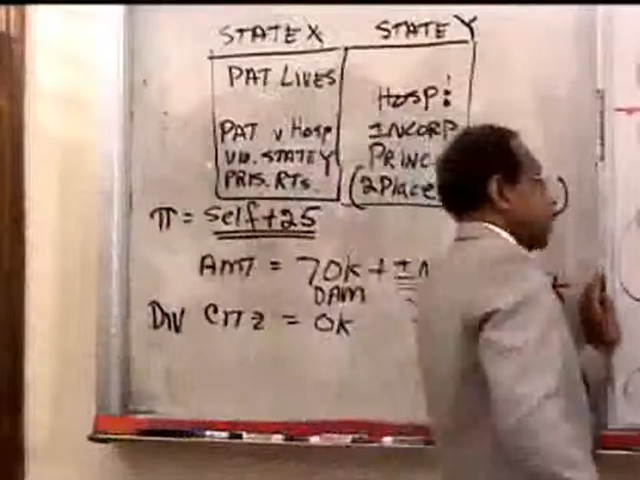 STATE X STATE Y
PAT LIVES
HOSP:
PAT v HOSP INCORP
VIO. STATE Y PRINC
PRIS. RTS. (2 Place )
π = self + 25
AMT = 70K +
DAM
DIV CITZ = OK